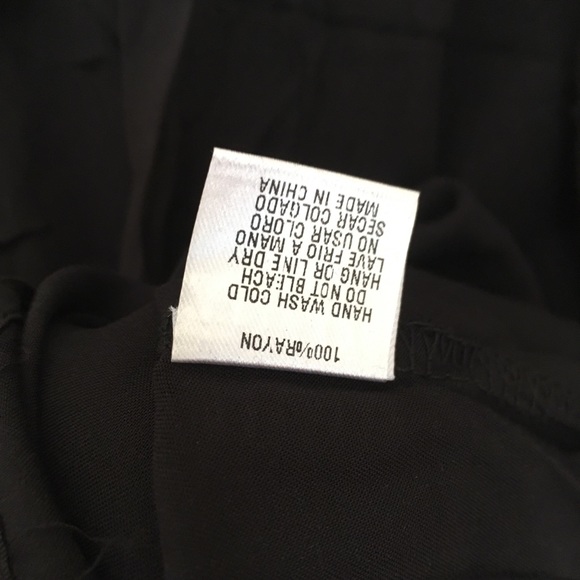 100%RAYON
HAND WASH COLD
DO NOT BLEACH
HANG OR LINE DRY
LAVE FRIO A MANO
NO USAR CLORO
SECAR COLGADO
MADE IN CHINA